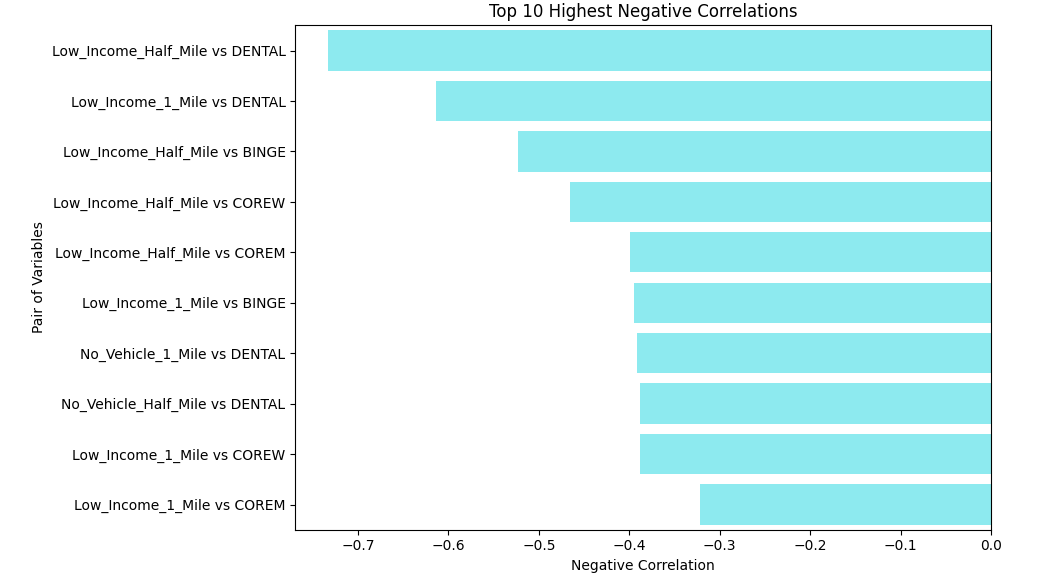 Top 10 Highest Negative Correlations
Low_Income_Half_Mile vs DENTAL
Low_Income_1_Mile vs DENTAL
Low_Income_Half_Mile vs BINGE
Low_Income_Half_Mile vs COREW
Low_Income_Half_Mile vs COREM
Low_Income_1_Mile vs BINGE
No_Vehicle_1_Mile vs DENTAL
No_Vehicle_Half_Mile vs DENTAL
Low_Income_1_Mile vs COREW
Low_Income_1_Mile vs COREM
Pair of Variables
−0.7 −0.6 −0.5 −0.4 −0.3 −0.2 −0.1 0.0
Negative Correlation